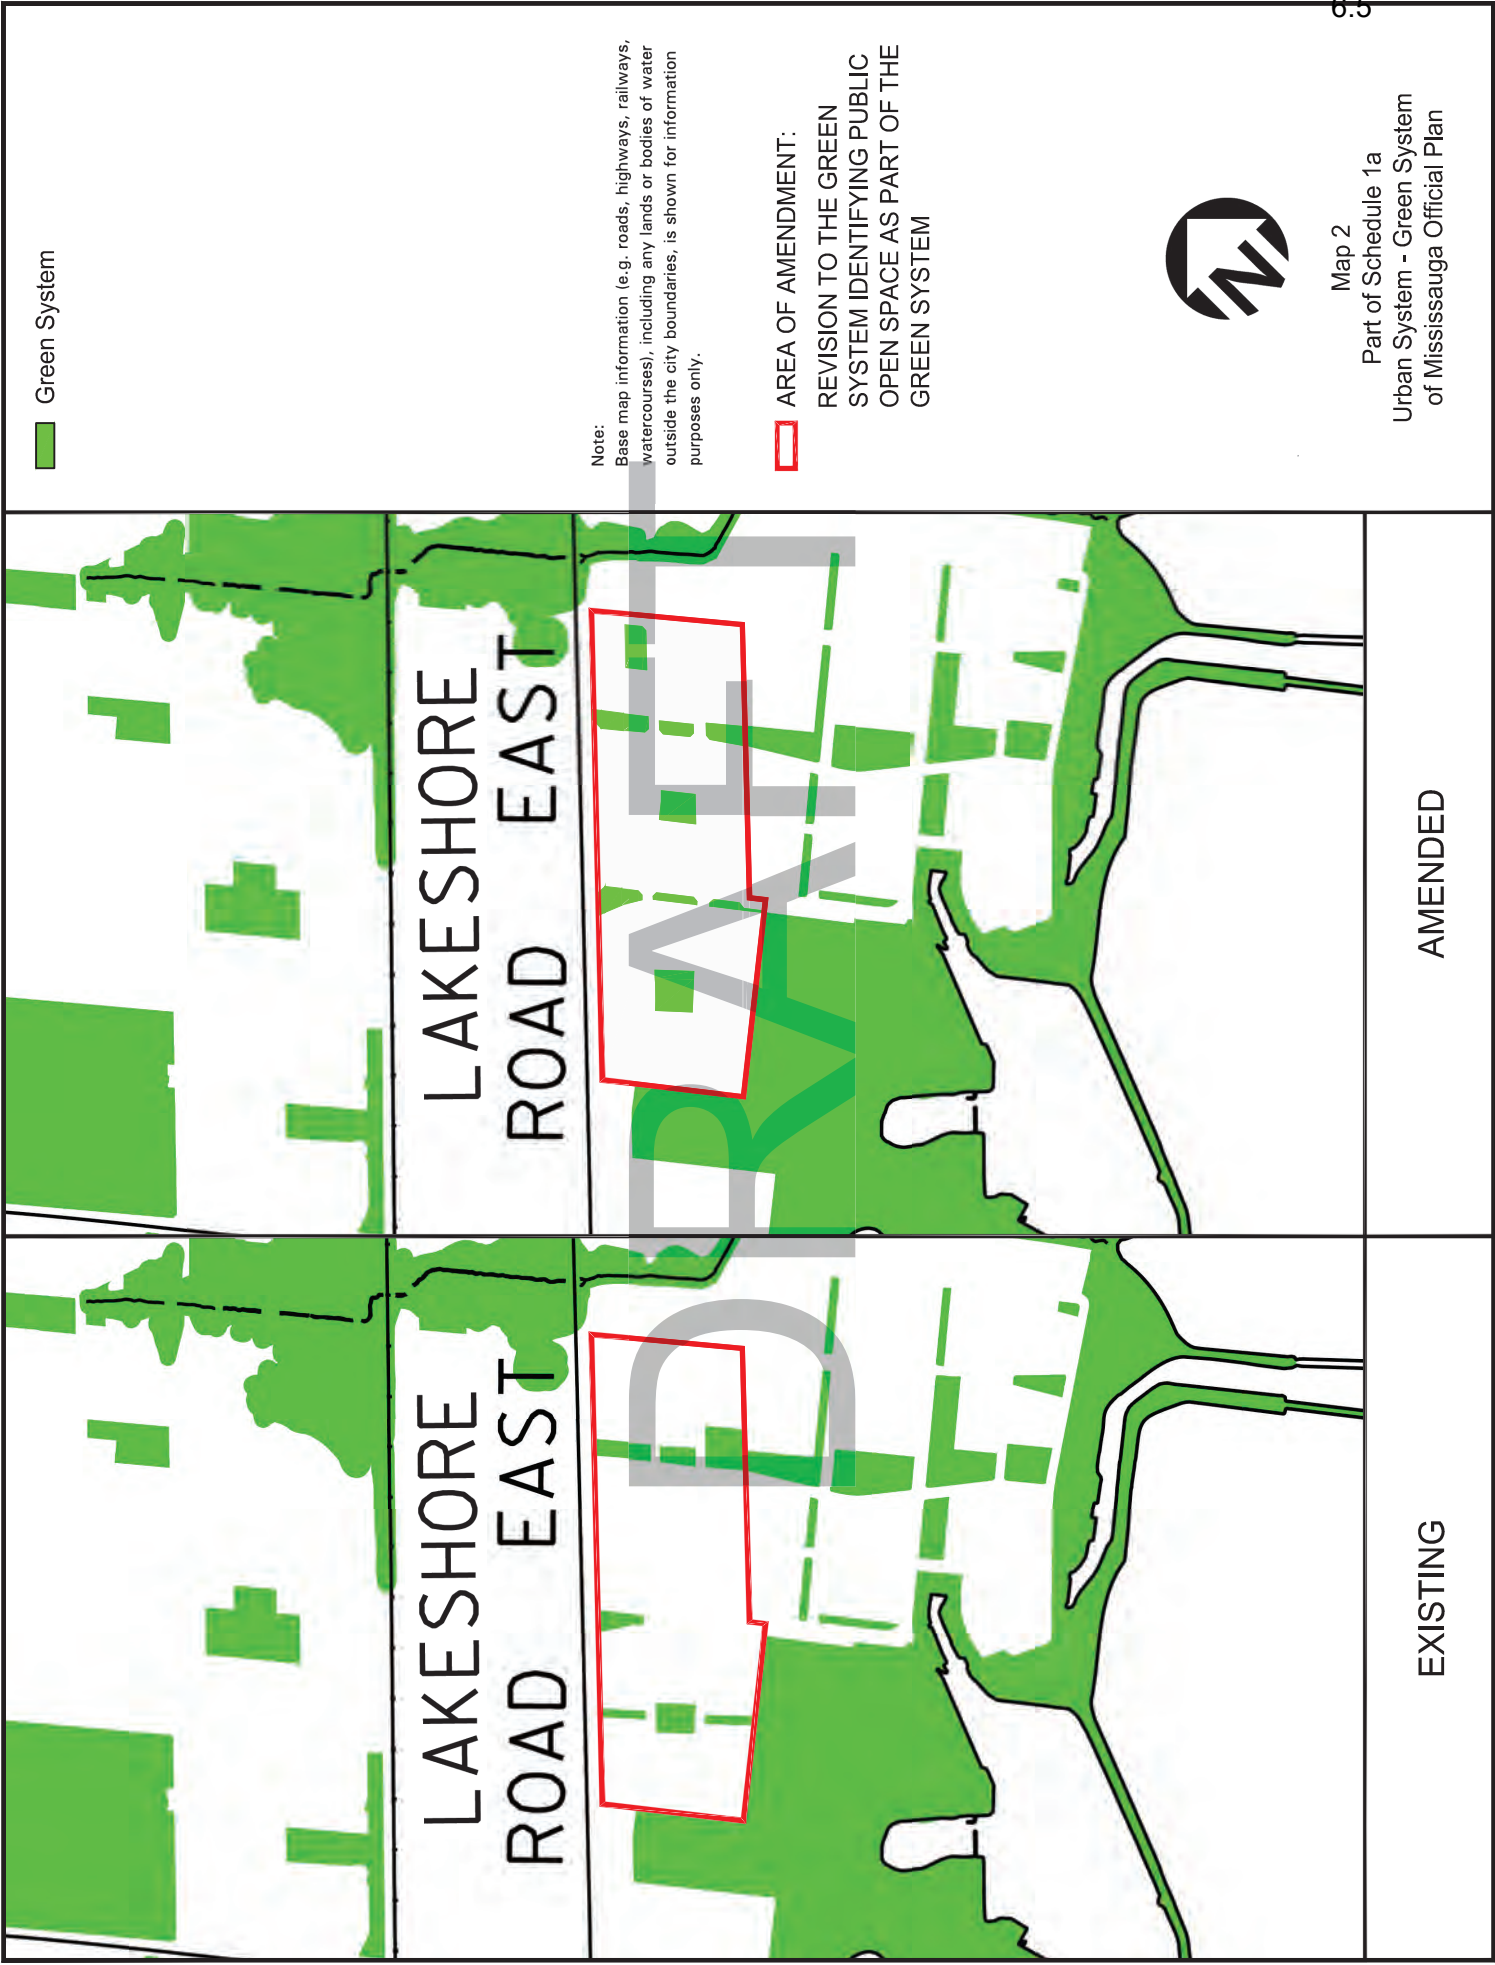 6.5
Green System
Note:
Base map information (e.g. roads, highways, railways,
watercourses), including any lands or bodies of water
outside the city boundaries, is shown for information
purposes only.
AREA OF AMENDMENT:
REVISION TO THE GREEN
SYSTEM IDENTIFYING PUBLIC
OPEN SPACE AS PART OF THE
GREEN SYSTEM
N
Map 2
Part of Schedule 1a
Urban System - Green System
of Mississauga Official Plan
LAKESHORE
ROAD EAST
EXISTING
LAKESHORE
ROAD EAST
AMENDED
DRAFT